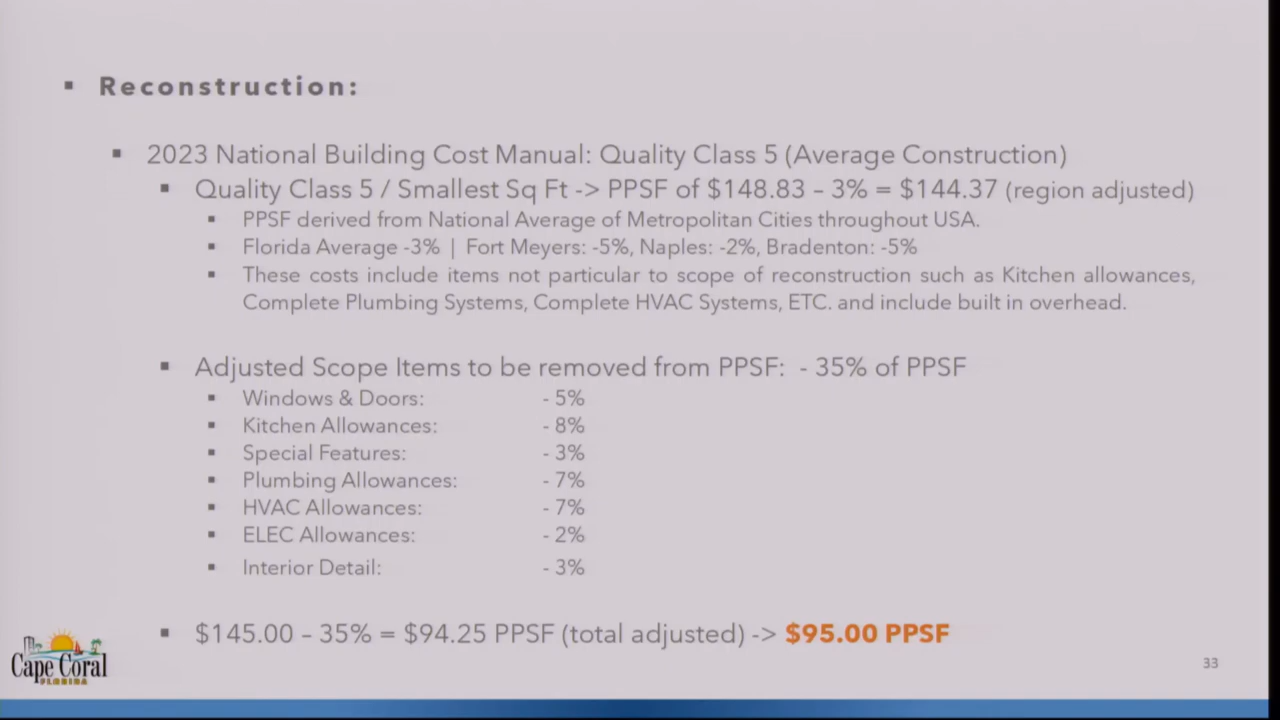 Reconstruction:
2023 National Building Cost Manual: Quality Class 5 (Average Construction)
Quality Class 5 / Smallest Sq Ft -> PPSF of $148.83 – 3% = $144.37 (region adjusted)
PPSF derived from National Average of Metropolitan Cities throughout USA.
Florida Average -3% | Fort Meyers: -5%, Naples: -2%, Bradenton: -5%
These costs include items not particular to scope of reconstruction such as Kitchen allowances,
Complete Plumbing Systems, Complete HVAC Systems, ETC. and include built in overhead.
Adjusted Scope Items to be removed from PPSF: - 35% of PPSF
Windows & Doors: - 5%
Kitchen Allowances: - 8%
Special Features: - 3%
Plumbing Allowances: - 7%
HVAC Allowances: - 7%
ELEC Allowances: - 2%
Interior Detail: - 3%
$145.00 – 35% = $94.25 PPSF (total adjusted) -> $95.00 PPSF
Cape Coral
FLORIDA
33